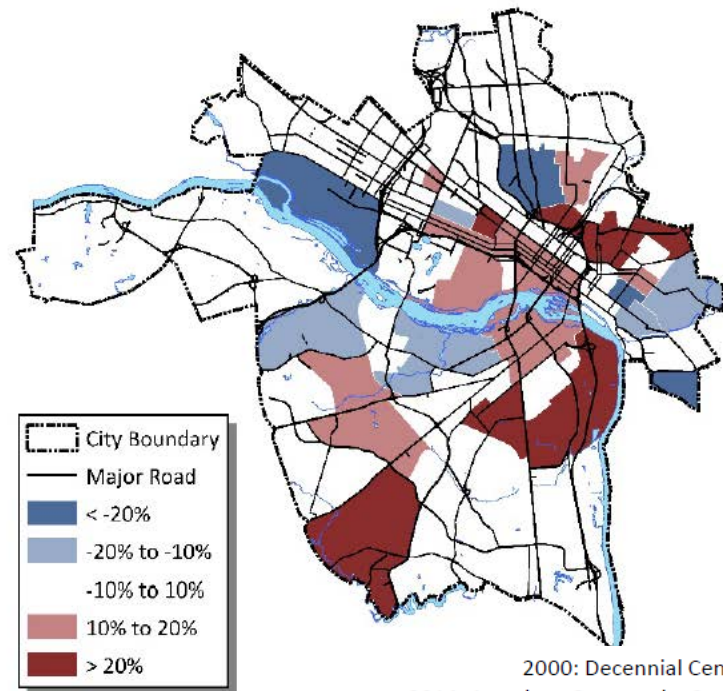 City Boundary
Major Road
< -20%
-20% to -10%
-10% to 10%
10% to 20%
> 20%
2000: Decennial Cen